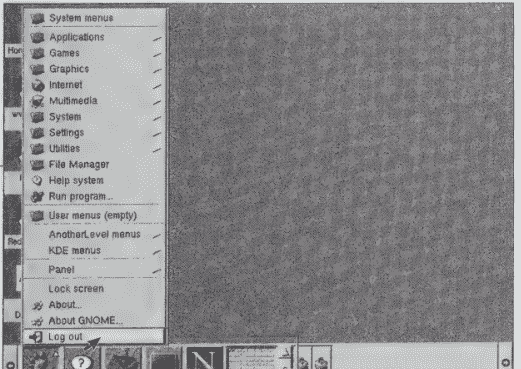 System menus
Applications
Games
Graphics
Internet
Multimedia
System
Settings
Utilities
File Manager
Help system
Run program...
User menus (empty)
AnotherLevel menus
KDE menus
Panel
Lock screen
About...
About GNOME...
Log out
?
N